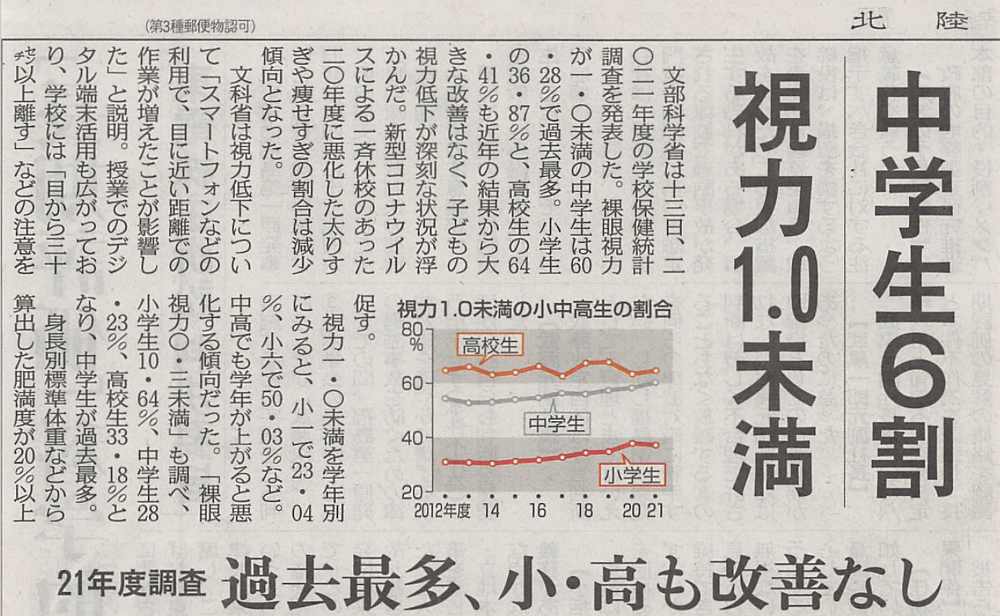 北陸
(第3種郵便物認可)
中学生6割
視力1.0未満
21年度調査 過去最多、小・高も改善なし
文部科学省は十三日、二
〇二一年度の学校保健統計
調査を発表した。裸眼視力
が一・〇未満の中学生は60
・28%で過去最多。小学生
の36・87%と、高校生の64
・41%も近年の結果から大
きな改善はなく、子どもの
視力低下が深刻な状況が浮
かんだ。新型コロナウイル
スによる一斉休校のあった
二〇年度に悪化した太りす
ぎや痩せすぎの割合は減少
傾向となった。
文科省は視力低下につい
て「スマートフォンなどの
利用で、目に近い距離での
作業が増えたことが影響し
た」と説明。授業でのデジ
タル端末活用も広がってお
り、学校には「目から三十
㌢以上離す」などの注意を
促す。
視力一・〇未満を学年別
にみると、小一で23・04
%、小六で50・03%など。
中高でも学年が上がると悪
化する傾向だった。「裸眼
視力〇・三未満」も調べ、
小学生10・64%、中学生28
・23%、高校生33・18%と
なり、中学生が過去最多。
身長別標準体重などから
算出した肥満度が20%以上
視力1.0未満の小中高生の割合
80
%
60
40
20
高校生
中学生
小学生
2012年度 14 16 18 20 21